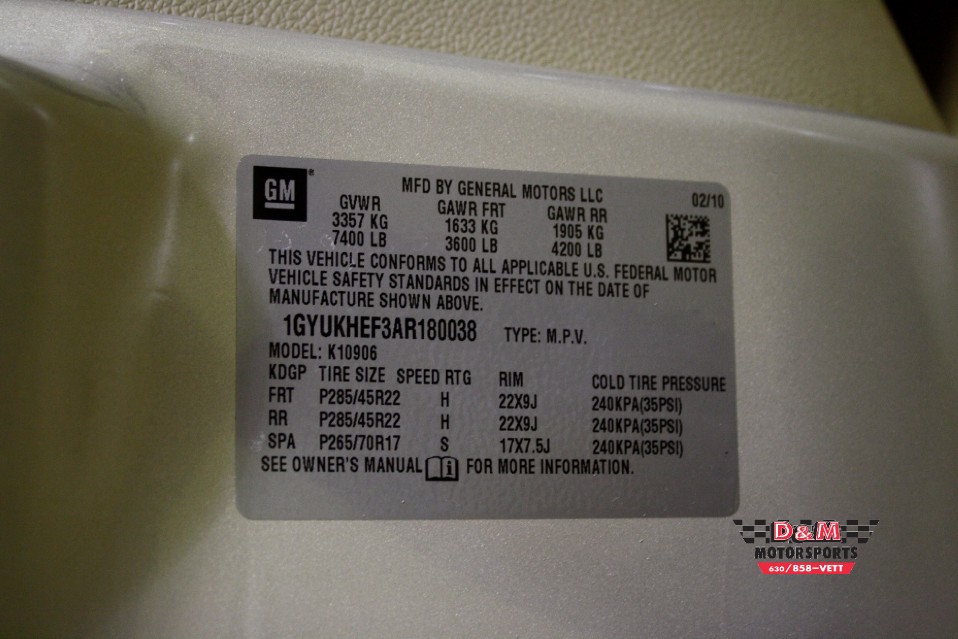 GM
MFD BY GENERAL MOTORS LLC 02/10
GVWR GAWR FRT GAWR RR
3357 KG 1633 KG 1905 KG
7400 LB 3600 LB 4200 LB
THIS VEHICLE CONFORMS TO ALL APPLICABLE U.S. FEDERAL MOTOR
VEHICLE SAFETY STANDARDS IN EFFECT ON THE DATE OF
MANUFACTURE SHOWN ABOVE.
1GYUKHEF3AR180038 TYPE: M.P.V.
MODEL: K10906
KDGP TIRE SIZE SPEED RTG RIM COLD TIRE PRESSURE
FRT P285/45R22 H 22X9J 240KPA(35PSI)
RR P285/45R22 H 22X9J 240KPA(35PSI)
SPA P265/70R17 S 17X7.5J 240KPA(35PSI)
SEE OWNER'S MANUAL FOR MORE INFORMATION.
D&M
MOTORSPORTS
630/858-VETT